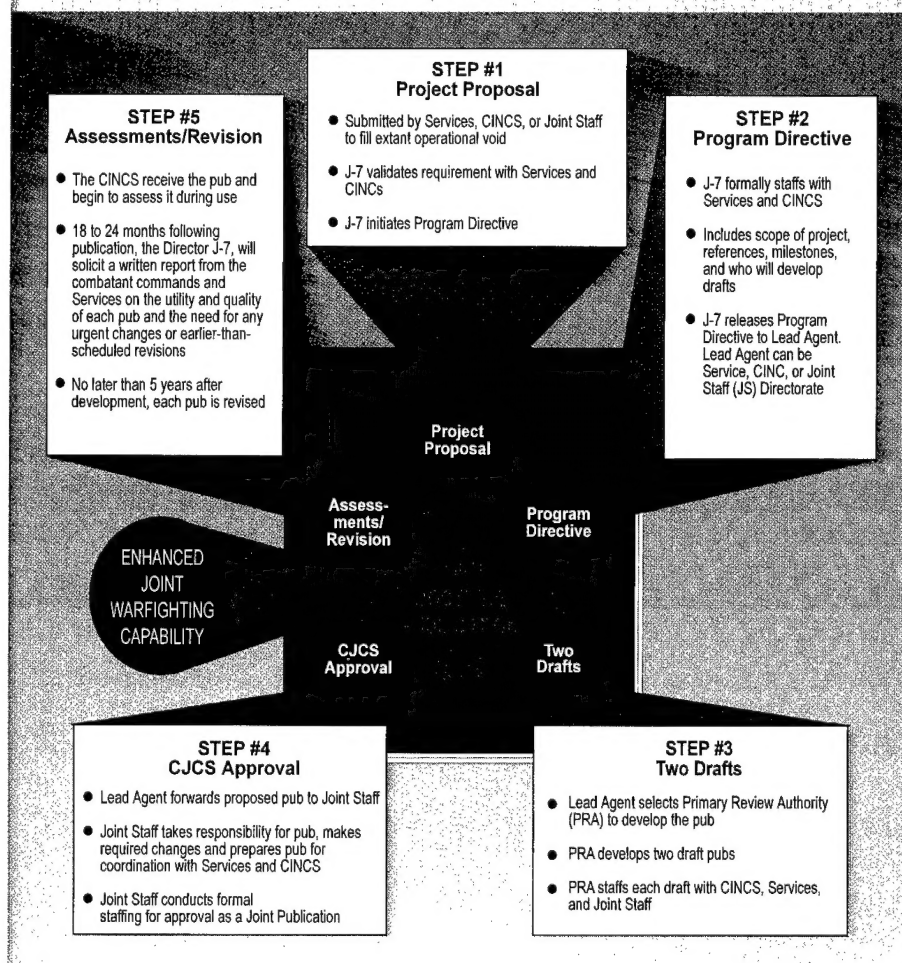 STEP #1
Project Proposal
● Submitted by Services, CINCS, or Joint Staff
to fill extant operational void
● J-7 validates requirement with Services and
CINCs
● J-7 initiates Program Directive
STEP #2
Program Directive
● J-7 formally staffs with
Services and CINCS
● Includes scope of project,
references, milestones,
and who will develop
drafts
● J-7 releases Program
Directive to Lead Agent.
Lead Agent can be
Service, CINC, or Joint
Staff (JS) Directorate
STEP #5
Assessments/Revision
● The CINCS receive the pub and
begin to assess it during use
● 18 to 24 months following
publication, the Director J-7, will
solicit a written report from the
combatant commands and
Services on the utility and quality
of each pub and the need for any
urgent changes or earlier-than-
scheduled revisions
● No later than 5 years after
development, each pub is revised
Project
Proposal
Assess-
ments/
Revision
Program
Directive
ENHANCED
JOINT
WARFIGHTING
CAPABILITY
CJCS
Approval
Two
Drafts
STEP #4
CJCS Approval
● Lead Agent forwards proposed pub to Joint Staff
● Joint Staff takes responsibility for pub, makes
required changes and prepares pub for
coordination with Services and CINCS
● Joint Staff conducts formal
staffing for approval as a Joint Publication
STEP #3
Two Drafts
● Lead Agent selects Primary Review Authority
(PRA) to develop the pub
● PRA develops two draft pubs
● PRA staffs each draft with CINCS, Services,
and Joint Staff